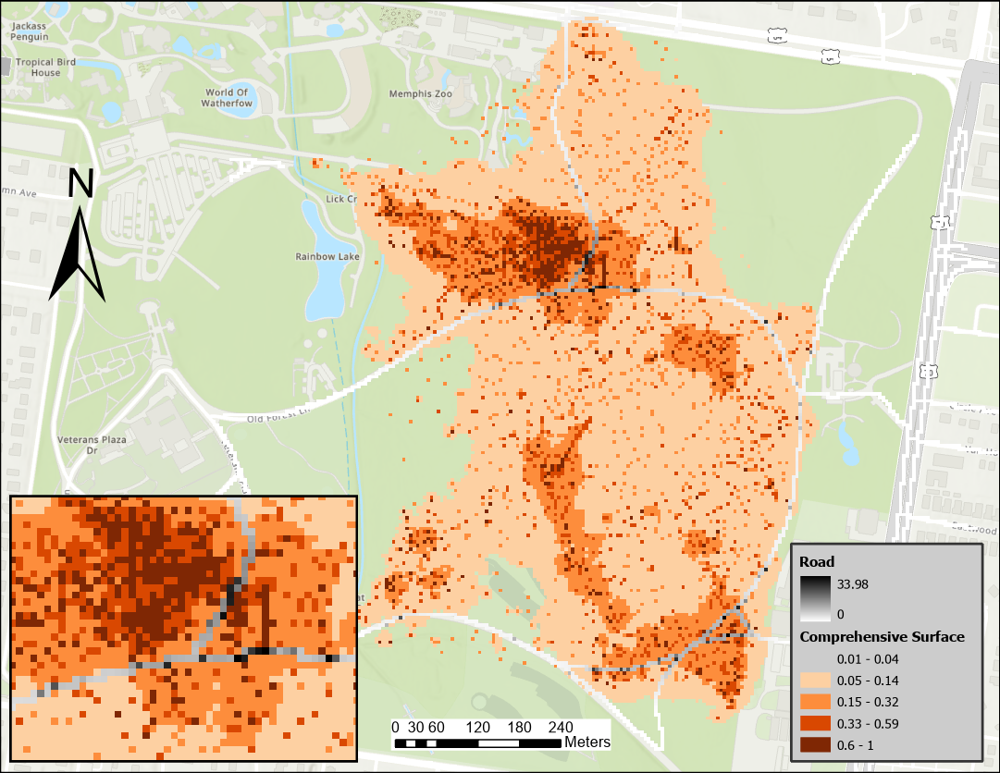 Jackass
Penguin
Tropical Bird
House
World Of
Watherfow
Memphis Zoo
N
mn Ave
Lick Cr
Rainbow Lake
Old Forest Ln
Veterans Plaza
Dr
0 30 60 120 180 240
Meters
Road
33.98
0
Comprehensive Surface
0.01 - 0.04
0.05 - 0.14
0.15 - 0.32
0.33 - 0.59
0.6 - 1